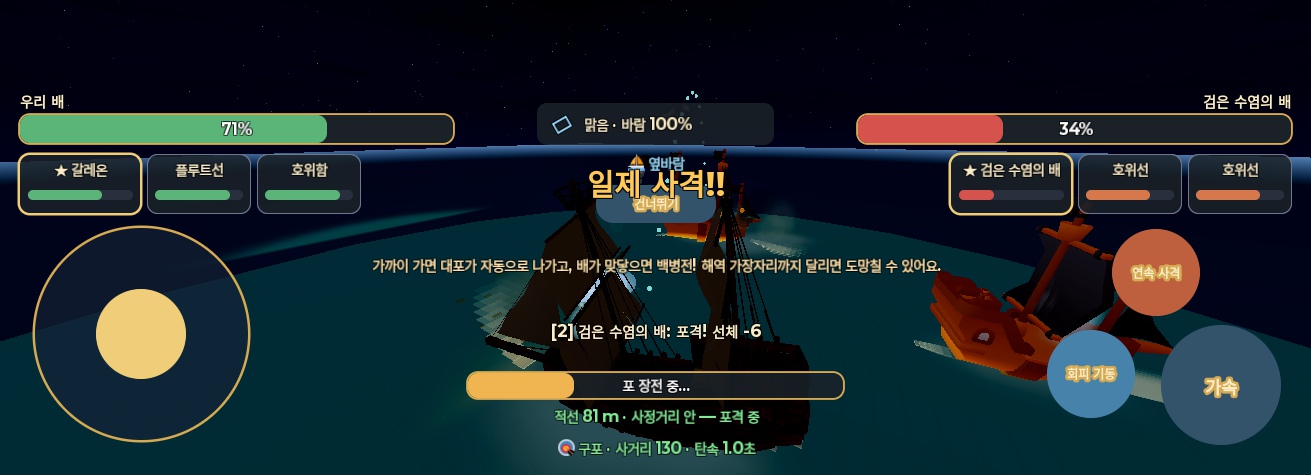 우리 배
검은 수염의 배
71%
맑음 · 바람 100%
34%
★ 갈레온
플루트선
호위함
옆바람
★ 검은 수염의 배
호위선
호위선
일제 사격!!
건너뛰기
가까이 가면 대포가 자동으로 나가고, 배가 맞닿으면 백병전! 해역 가장자리까지 달리면 도망칠 수 있어요.
연속 사격
[2] 검은 수염의 배: 포격! 선체 -6
회피 기동
가속
포 장전 중...
적선 81 m · 사정거리 안 — 포격 중
구포 · 사거리 130 · 탄속 1.0초